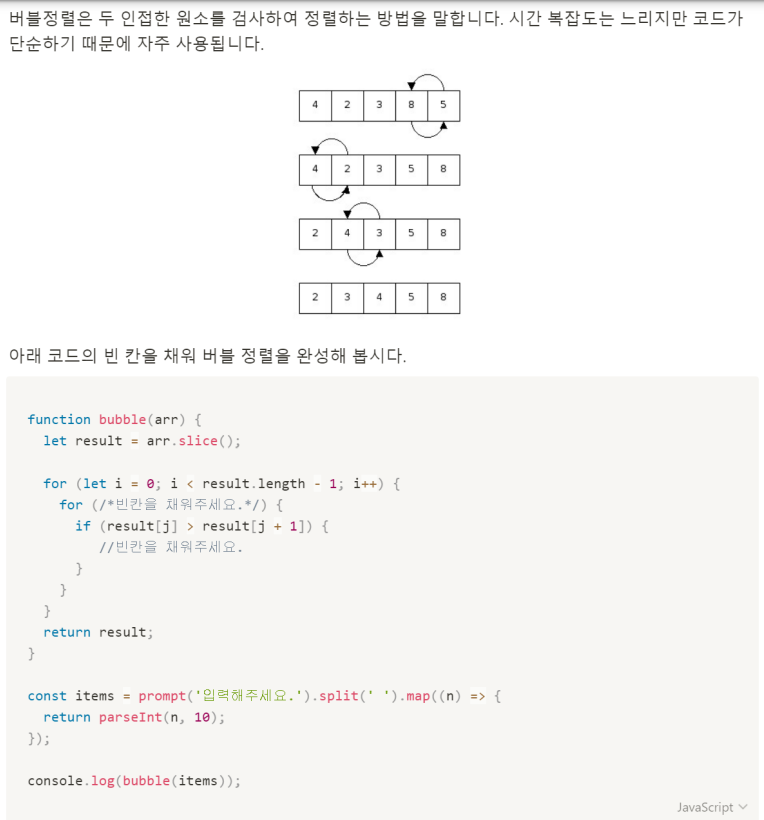 버블정렬은 두 인접한 원소를 검사하여 정렬하는 방법을 말합니다. 시간 복잡도는 느리지만 코드가
단순하기 때문에 자주 사용됩니다.
4 2 3 8 5
4 2 3 5 8
2 4 3 5 8
2 3 4 5 8
아래 코드의 빈 칸을 채워 버블 정렬을 완성해 봅시다.
function bubble(arr) {
  let result = arr.slice();
  for (let i = 0; i < result.length - 1; i++) {
    for (/*빈칸을 채워주세요.*/) {
      if (result[j] > result[j + 1]) {
         //빈칸을 채워주세요.
      }
    }
  }
  return result;
}
const items = prompt('입력해주세요.').split(' ').map((n) => {
  return parseInt(n, 10);
});
console.log(bubble(items));
JavaScript